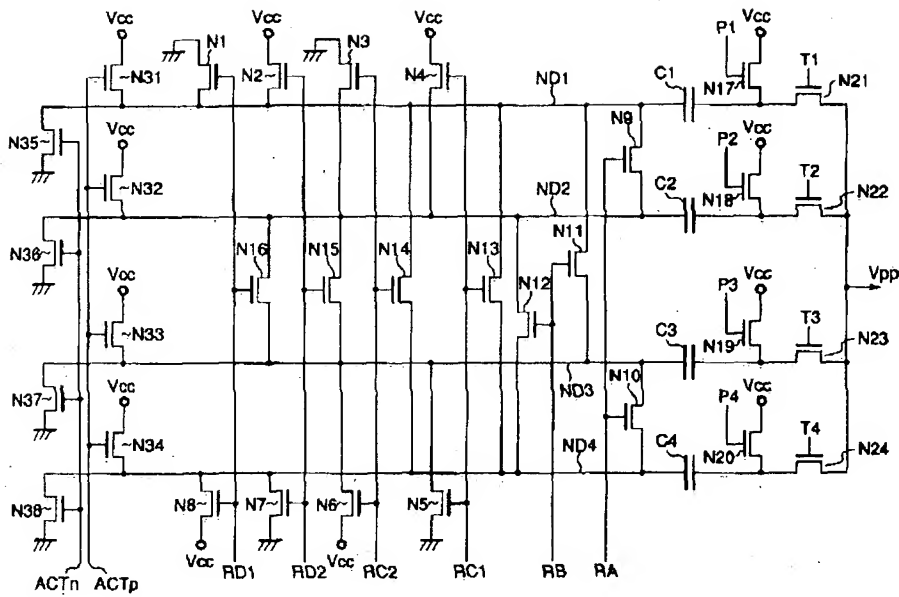 Vcc N1 Vcc N3 Vcc P1 Vcc
N31 N2~ N4~ C1 N17 T1 N21
ND1
N35~ Vcc N9 P2 Vcc
~N32 ND2 C2 N18~ T2 N22
N11
N36~ N16 N15 N14 N13 Vpp
Vcc N12 P3 Vcc
~N33 C3 N19~ T3 N23
ND3
N37~ Vcc N10 P4 Vcc
~N34 ND4 C4 N20~ T4 N24
N38~ N8~ N7~ N6~ N5~
Vcc Vcc
ACTn ACTp RD1 RD2 RC2 RC1 RB RA